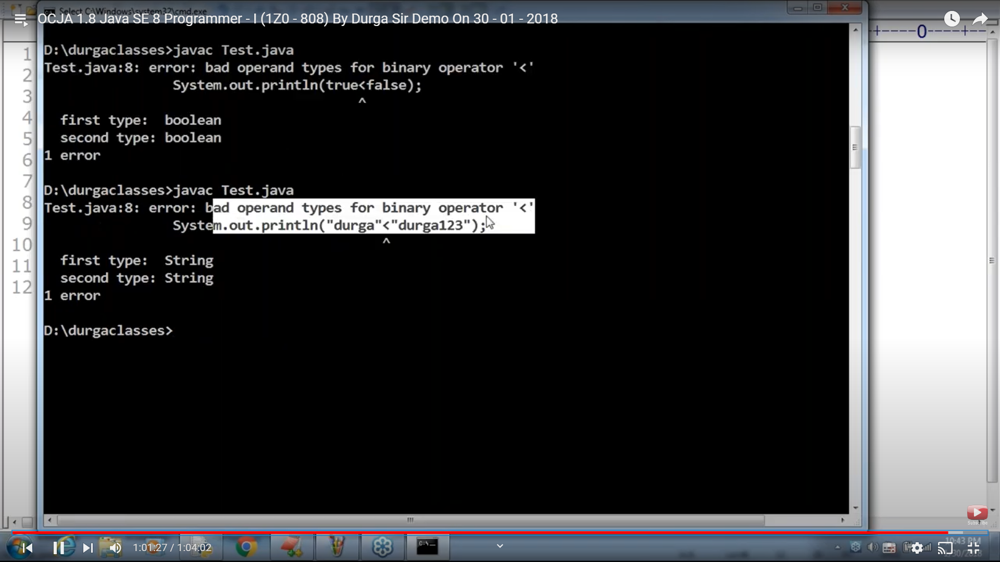 Select C:\Windows\system32\cmd.exe
OCJA 1.8 Java SE 8 Programmer - I (1Z0 - 808) By Durga Sir Demo On 30 - 01 - 2018
+----0----+--
1
2
3
4
5
6
7
8
9
10
11
12
D:\durgaclasses>javac Test.java
Test.java:8: error: bad operand types for binary operator '<'
System.out.println(true<false);
^
first type: boolean
second type: boolean
1 error
D:\durgaclasses>javac Test.java
Test.java:8: error: bad operand types for binary operator '<'
System.out.println("durga"<"durga123");
^
first type: String
second type: String
1 error
D:\durgaclasses>
Subscribe
C:\_
1:01:27 / 1:04:02
10:43 PM